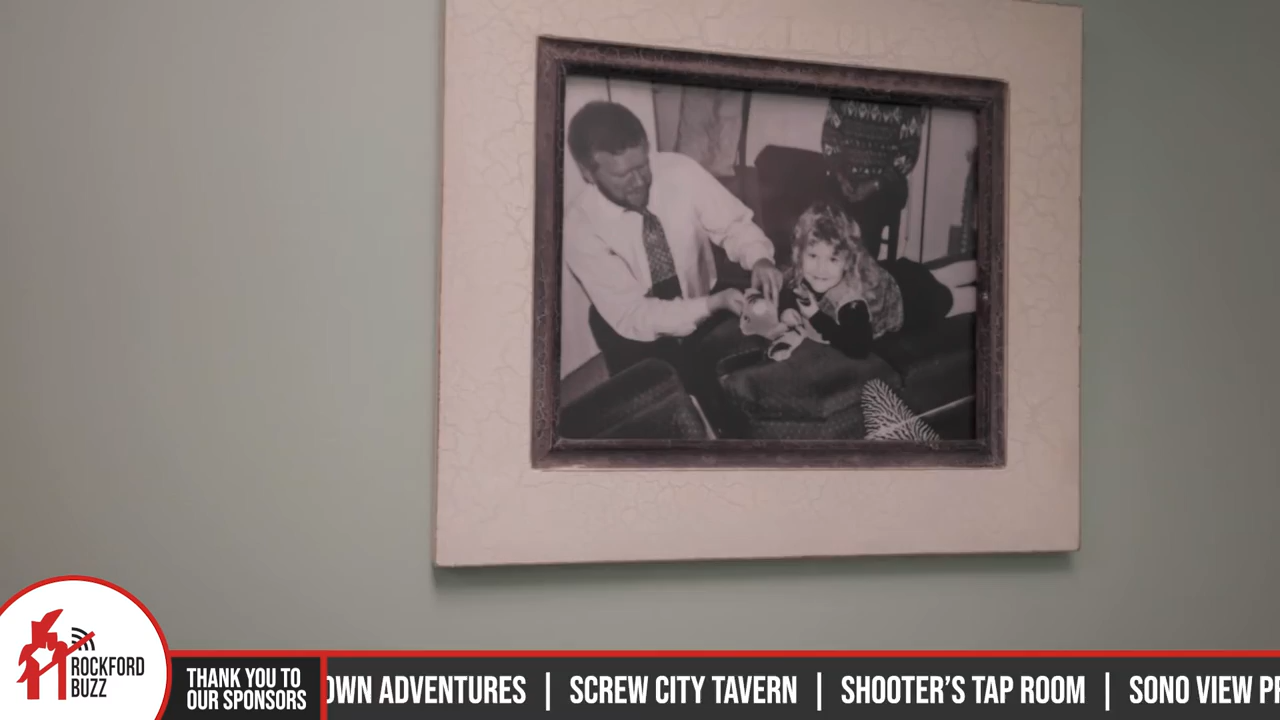 ROCKFORD
BUZZ
THANK YOU TO
OUR SPONSORS
OWN ADVENTURES | SCREW CITY TAVERN | SHOOTER'S TAP ROOM | SONO VIEW